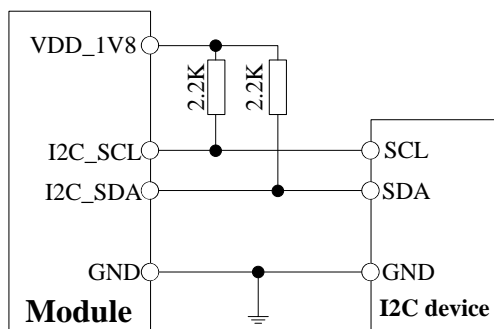 VDD_1V8
2.2K
2.2K
I2C_SCL
SCL
I2C_SDA
SDA
GND
GND
Module
I2C device